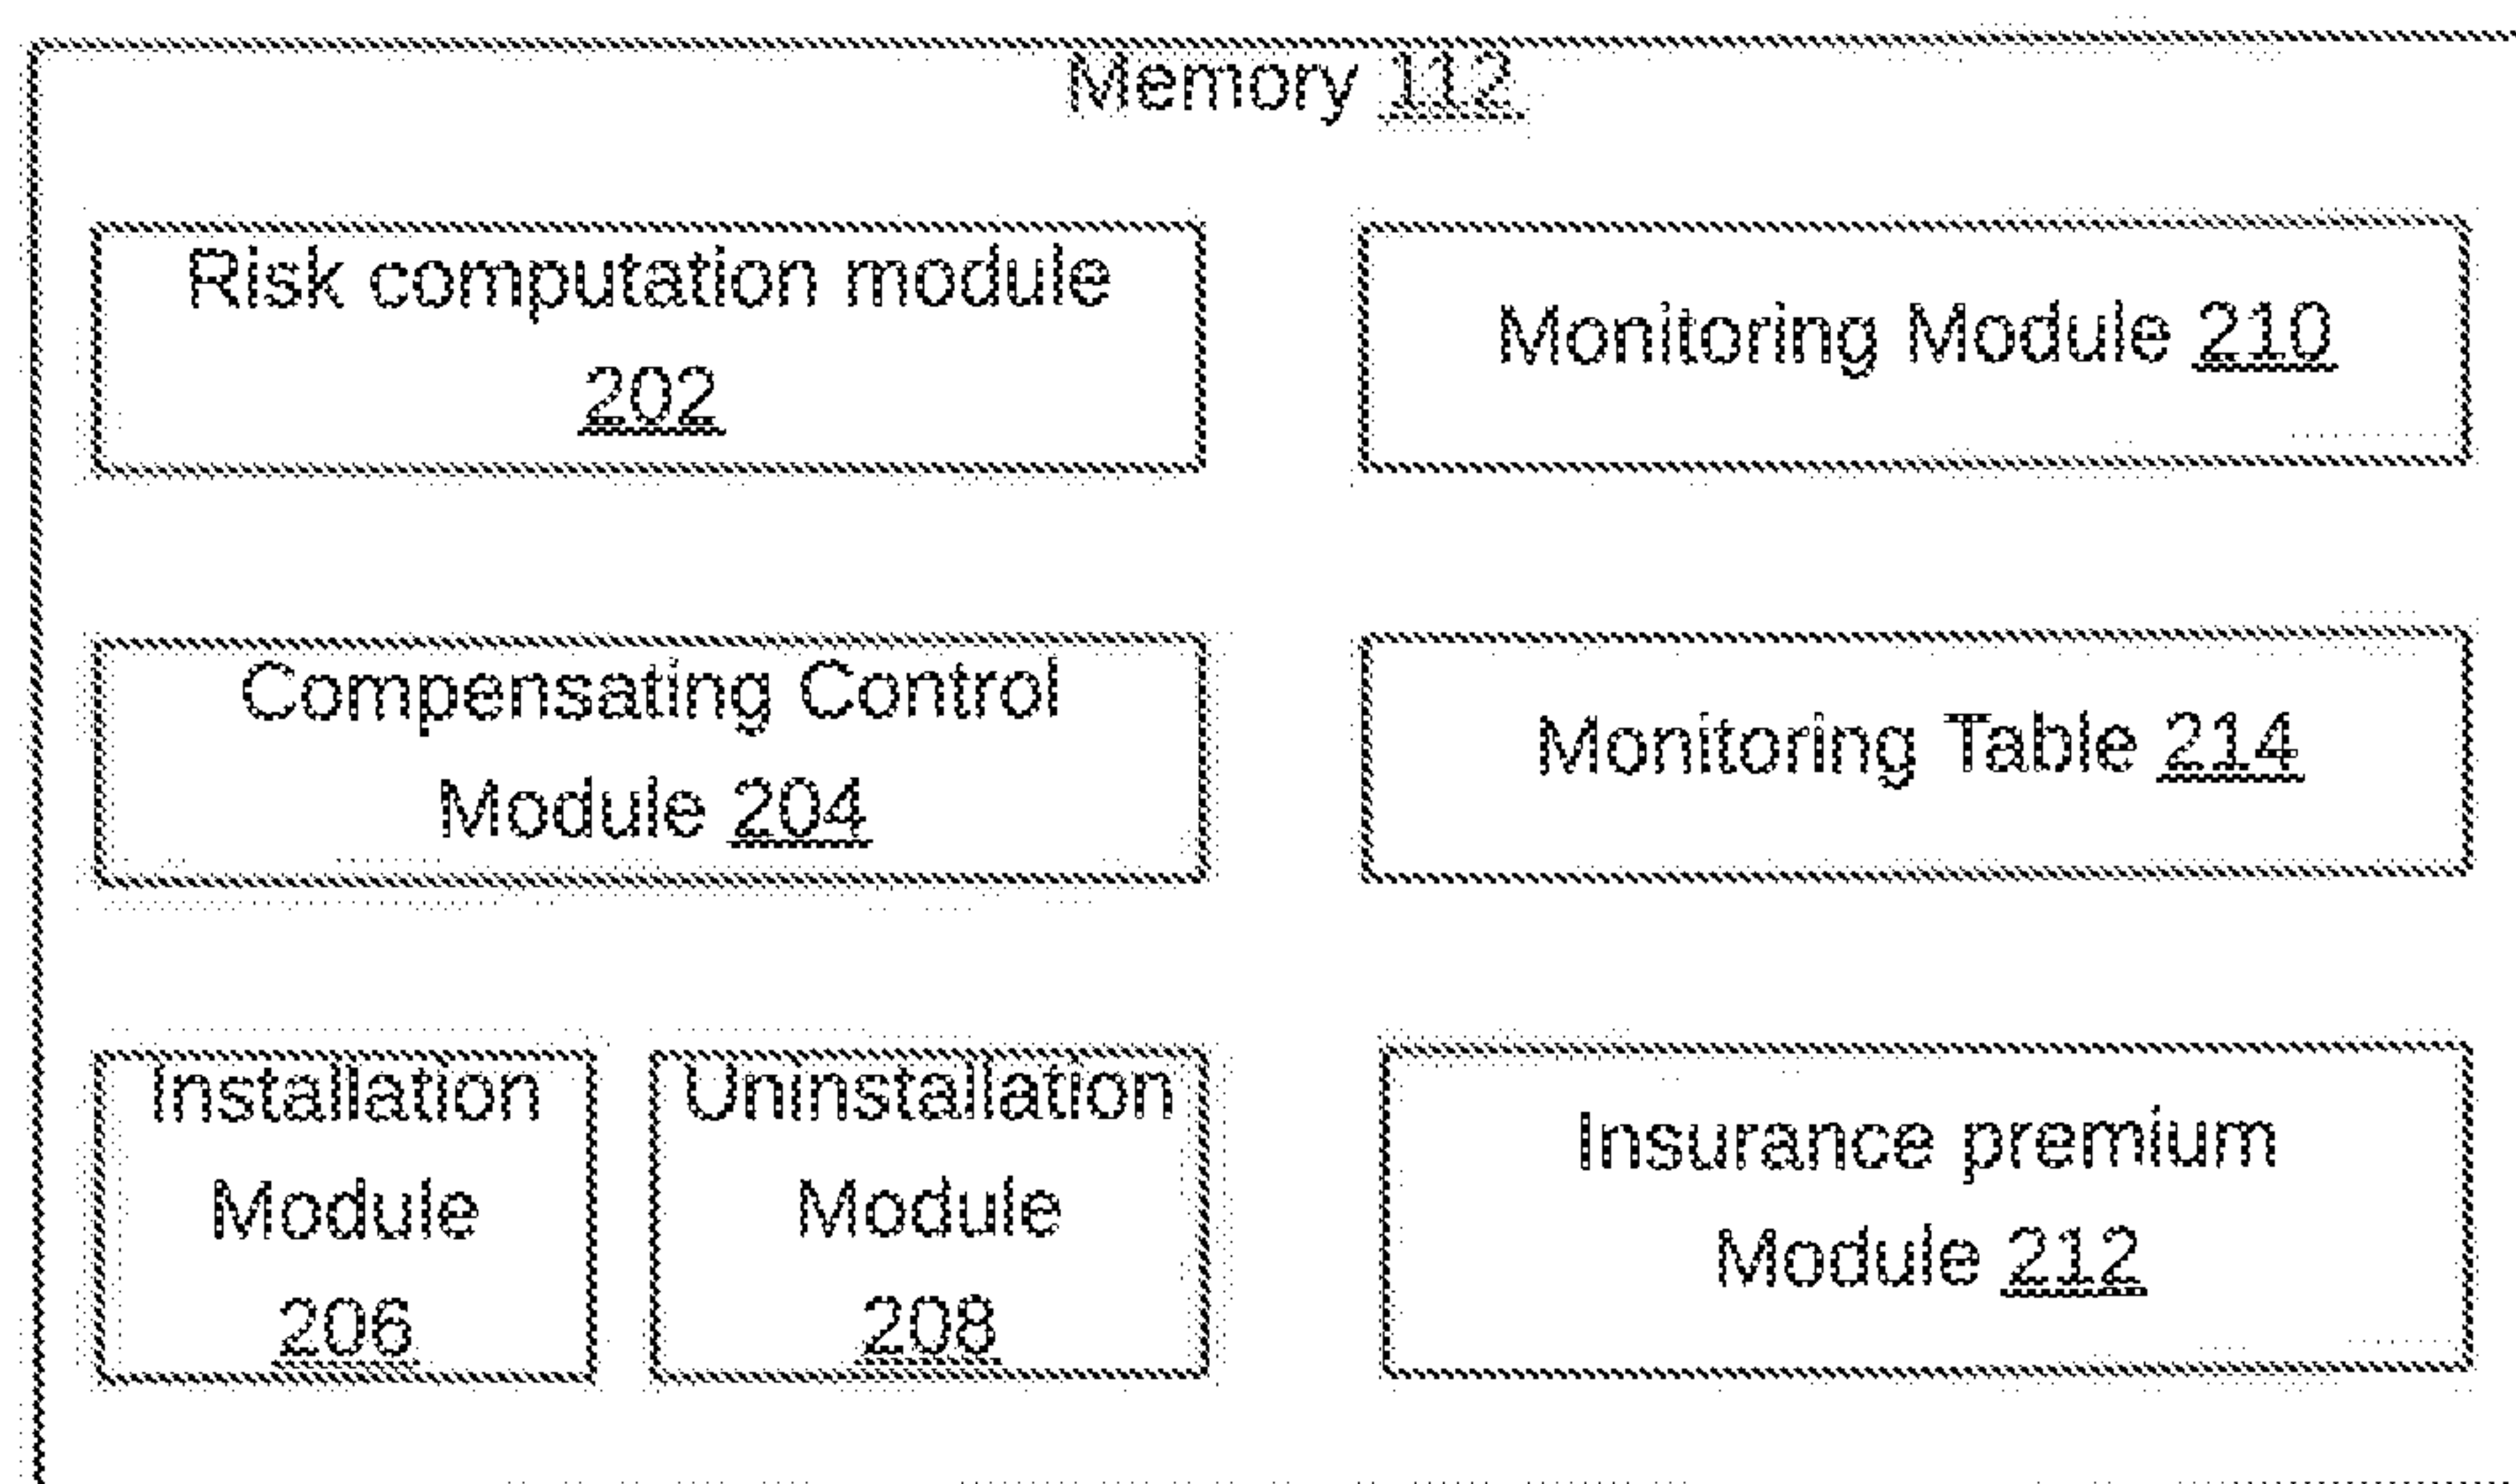 Memory 112
Risk computation module
202
Monitoring Module 210
Compensating Control
Module 204
Monitoring Table 214
Installation
Module
206
Uninstallation
Module
208
Insurance premium
Module 212